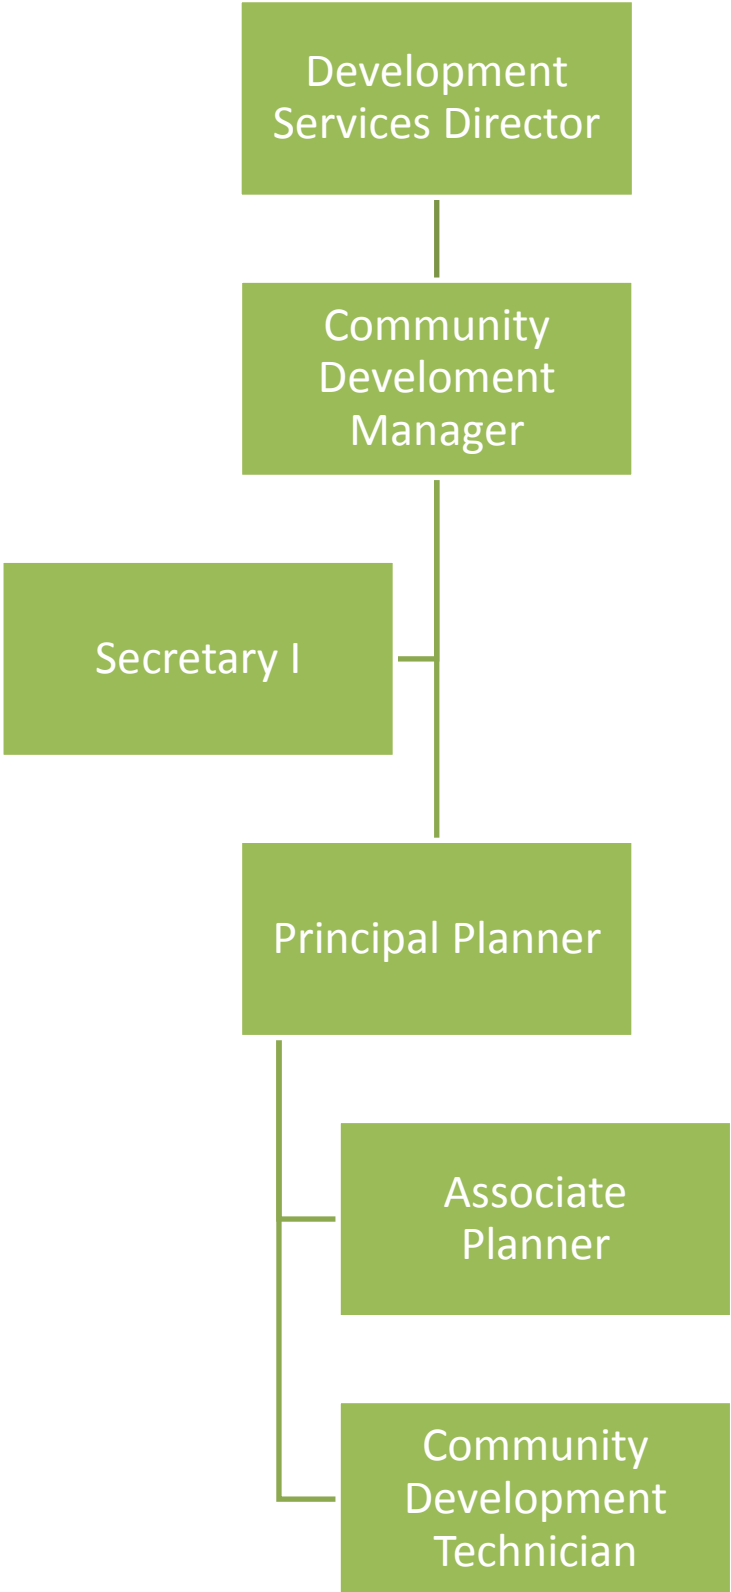 Development
Services Director
Community
Develoment
Manager
Secretary I
Principal Planner
Associate
Planner
Community
Development
Technician